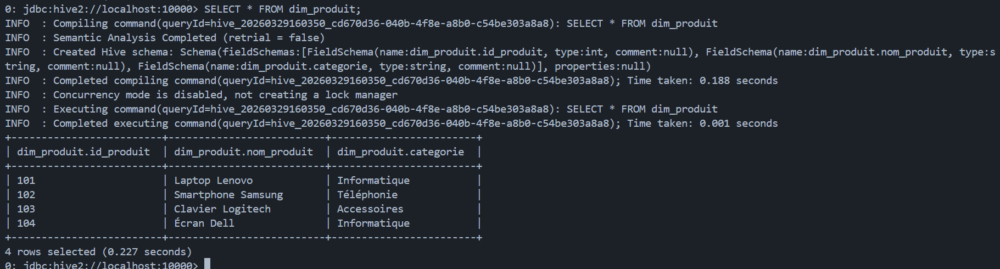 0: jdbc:hive2://localhost:10000> SELECT * FROM dim_produit;
INFO  : Compiling command(queryId=hive_20260329160350_cd670d36-040b-4f8e-a8b0-c54be303a8a8): SELECT * FROM dim_produit
INFO  : Semantic Analysis Completed (retrial = false)
INFO  : Created Hive schema: Schema(fieldSchemas:[FieldSchema(name:dim_produit.id_produit, type:int, comment:null), FieldSchema(name:dim_produit.nom_produit, type:s
tring, comment:null), FieldSchema(name:dim_produit.categorie, type:string, comment:null)], properties:null)
INFO  : Completed compiling command(queryId=hive_20260329160350_cd670d36-040b-4f8e-a8b0-c54be303a8a8); Time taken: 0.188 seconds
INFO  : Concurrency mode is disabled, not creating a lock manager
INFO  : Executing command(queryId=hive_20260329160350_cd670d36-040b-4f8e-a8b0-c54be303a8a8): SELECT * FROM dim_produit
INFO  : Completed executing command(queryId=hive_20260329160350_cd670d36-040b-4f8e-a8b0-c54be303a8a8); Time taken: 0.001 seconds
+-------------------------+--------------------------+------------------------+
| dim_produit.id_produit  | dim_produit.nom_produit  | dim_produit.categorie  |
+-------------------------+--------------------------+------------------------+
| 101                     | Laptop Lenovo            | Informatique           |
| 102                     | Smartphone Samsung       | Téléphonie             |
| 103                     | Clavier Logitech         | Accessoires            |
| 104                     | Écran Dell               | Informatique           |
+-------------------------+--------------------------+------------------------+
4 rows selected (0.227 seconds)
0: jdbc:hive2://localhost:10000>